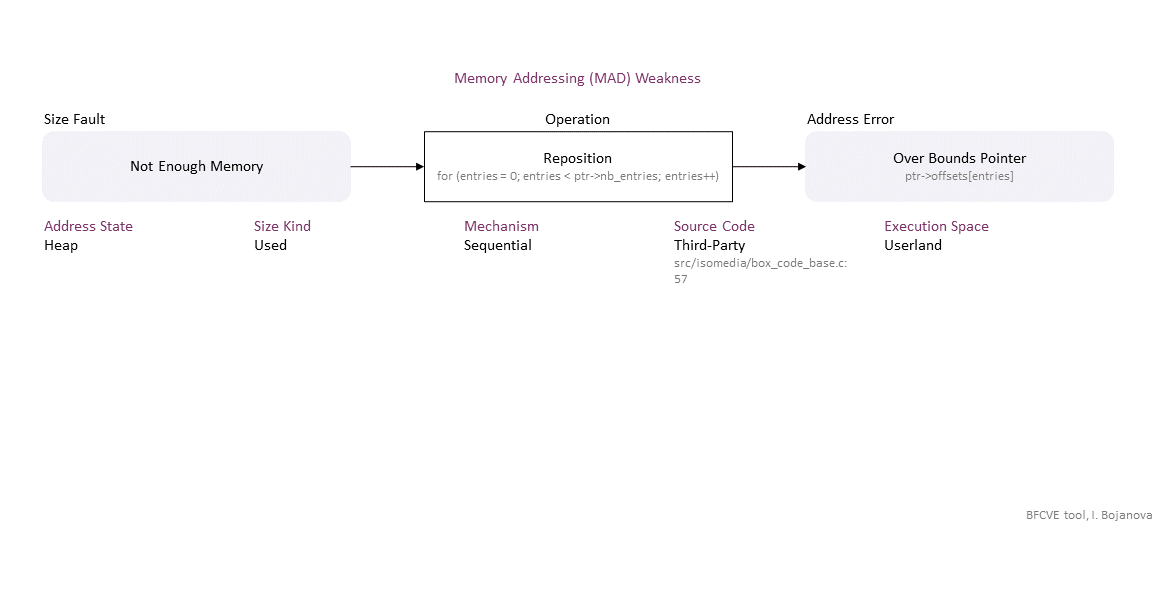 Memory Addressing (MAD) Weakness
Size Fault
Operation
Address Error
Not Enough Memory
Reposition
for (entries = 0; entries < ptr->nb_entries; entries++)
Over Bounds Pointer
ptr->offsets[entries]
Address State
Heap
Size Kind
Used
Mechanism
Sequential
Source Code
Third-Party
src/isomedia/box_code_base.c:
57
Execution Space
Userland
BFCVE tool, I. Bojanova